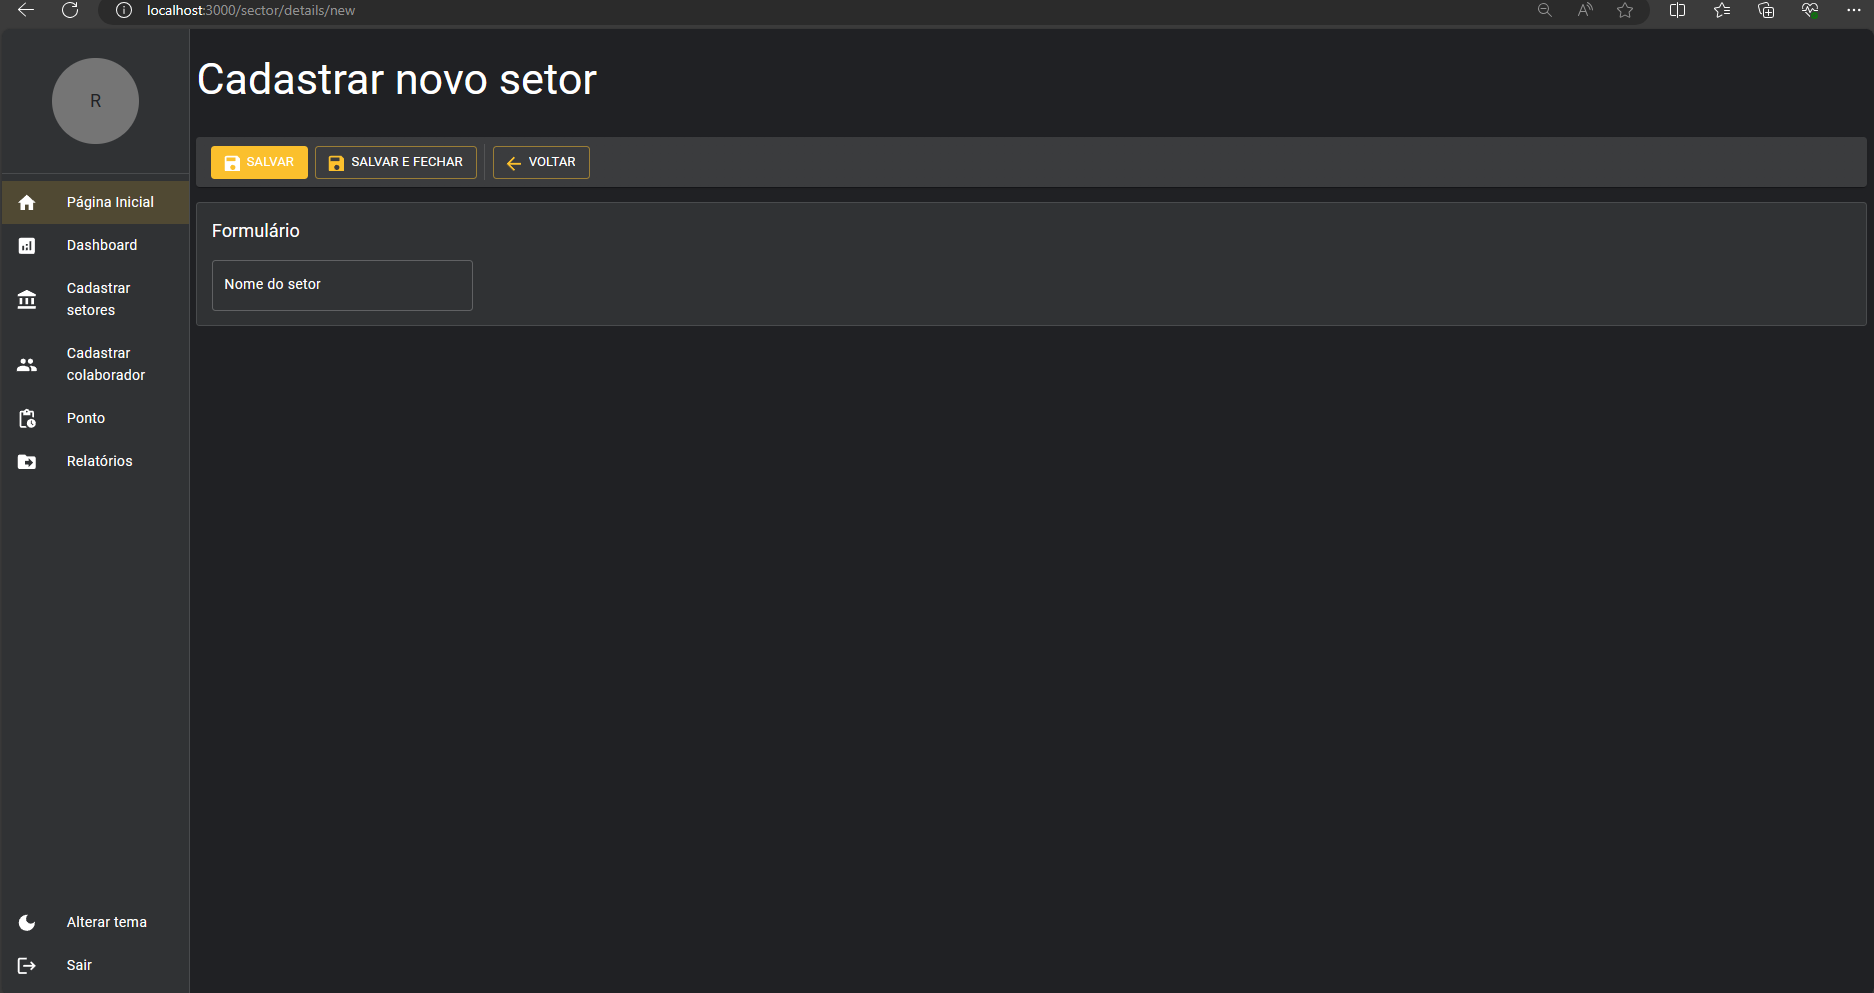 localhost:3000/sector/details/new
R
Página Inicial
Dashboard
Cadastrar
setores
Cadastrar
colaborador
Ponto
Relatórios
Alterar tema
Sair
Cadastrar novo setor
SALVAR
SALVAR E FECHAR
VOLTAR
Formulário
Nome do setor